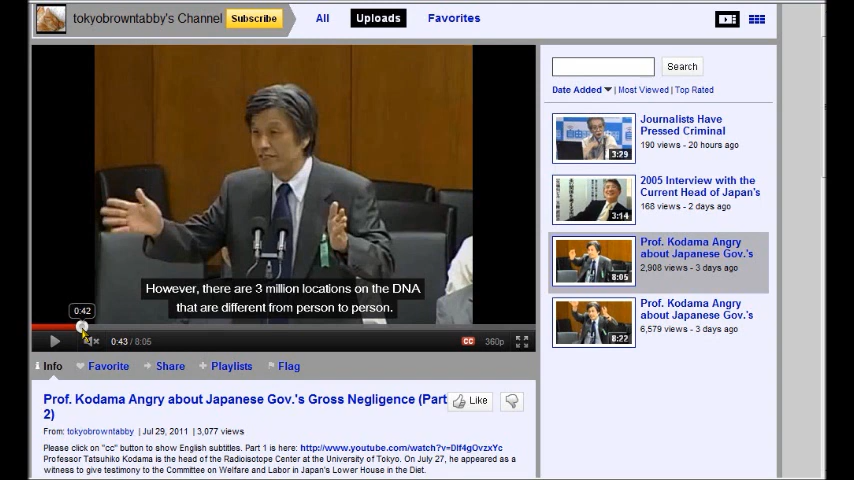 tokyobrowntabby's Channel
Subscribe
All
Uploads
Favorites
However, there are 3 million locations on the DNA
that are different from person to person.
0:42
0:43 / 8:05
CC
360p
Info
Favorite
Share
Playlists
Flag
Prof. Kodama Angry about Japanese Gov.'s Gross Negligence (Part
2)
Like
From: tokyobrowntabby | Jul 29, 2011 | 3,077 views
Please click on "cc" button to show English subtitles. Part 1 is here: http://www.youtube.com/watch?v=Dlf4gOvzxYc
Professor Tatsuhiko Kodama is the head of the Radioisotope Center at the University of Tokyo. On July 27, he appeared as a
witness to give testimony to the Committee on Welfare and Labor in Japan's Lower House in the Diet.
Search
Date Added | Most Viewed | Top Rated
3:29
Journalists Have
Pressed Criminal
190 views - 20 hours ago
3:14
2005 Interview with the
Current Head of Japan's
168 views - 2 days ago
8:05
Prof. Kodama Angry
about Japanese Gov.'s
2,908 views - 3 days ago
8:22
Prof. Kodama Angry
about Japanese Gov.'s
6,579 views - 3 days ago